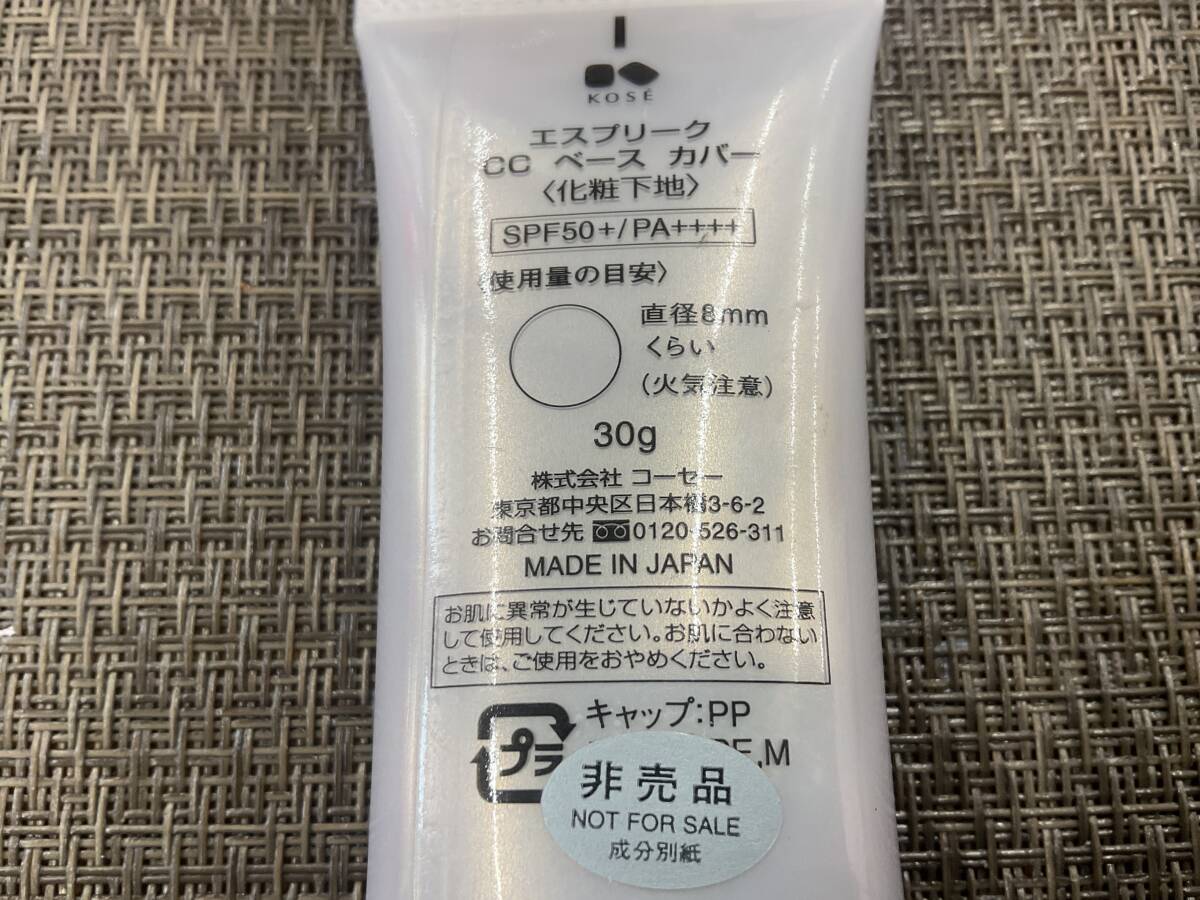 KOSÉ
エスプリーク
CC ベース カバー
〈化粧下地〉
SPF50+/PA++++
〈使用量の目安〉
直径8mm
くらい
(火気注意)
30g
株式会社 コーセー
東京都中央区日本橋3-6-2
お問合せ先 0120-526-311
MADE IN JAPAN
お肌に異常が生じていないかよく注意
して使用してください。お肌に合わない
ときは、ご使用をおやめください。
プラ
キャップ:PP
PE,M
非売品
NOT FOR SALE
成分別紙